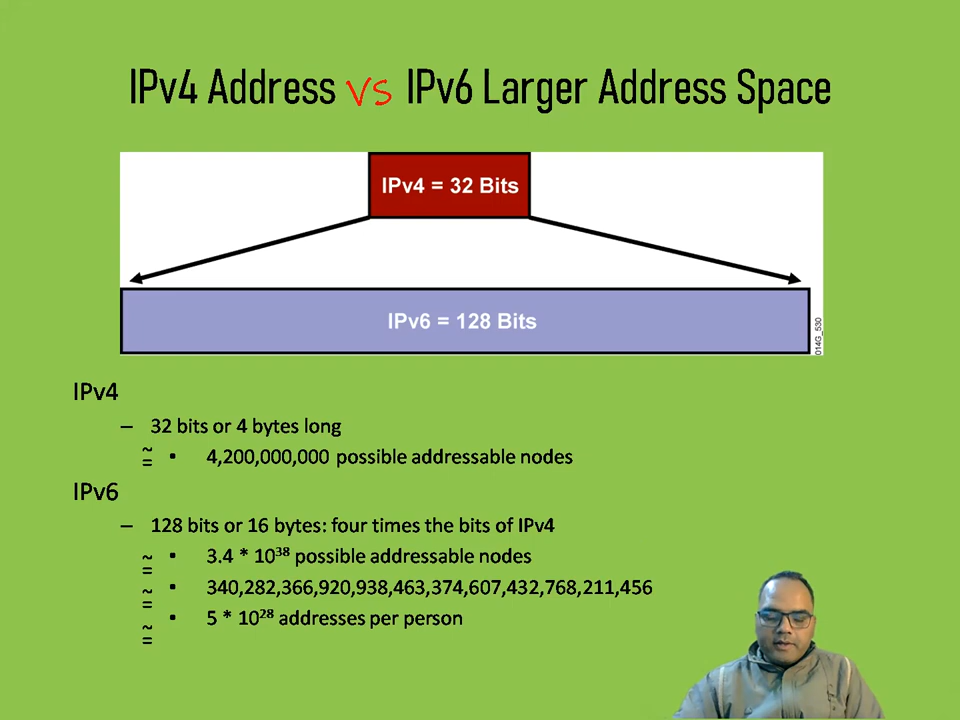 IPv4 Address vs IPv6 Larger Address Space
IPv4 = 32 Bits
IPv6 = 128 Bits
014G_530
IPv4
– 32 bits or 4 bytes long
≅ • 4,200,000,000 possible addressable nodes
IPv6
– 128 bits or 16 bytes: four times the bits of IPv4
≅ • 3.4 * 10³⁸ possible addressable nodes
≅ • 340,282,366,920,938,463,374,607,432,768,211,456
≅ • 5 * 10²⁸ addresses per person